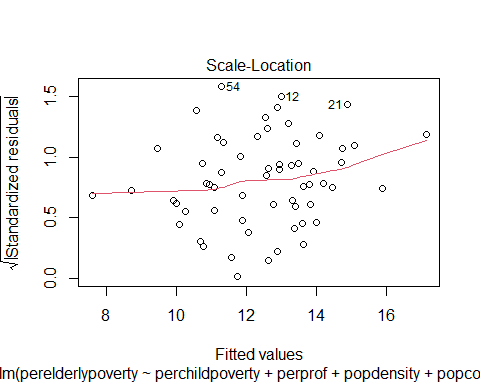 Scale-Location
√|Standardized residuals|
0.0 0.5 1.0 1.5
54
12
21
8 10 12 14 16
Fitted values
lm(perelderlypoverty ~ perchildpoverty + perprof + popdensity + popco